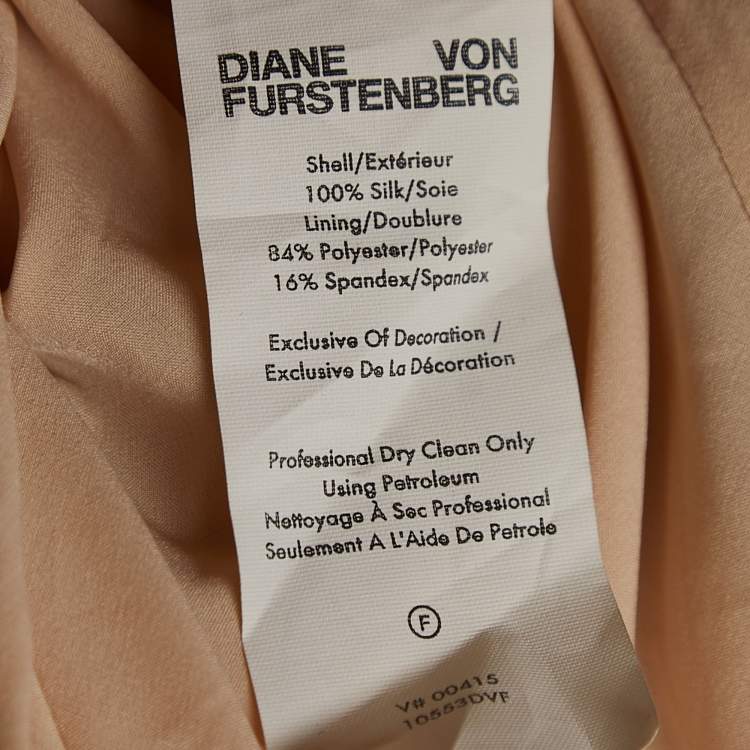 DIANE VON
FURSTENBERG
Shell/Extérieur
100% Silk/Soie
Lining/Doublure
84% Polyester/Polyester
16% Spandex/Spandex
Exclusive Of Decoration /
Exclusive De La Décoration
Professional Dry Clean Only
Using Petroleum
Nettoyage À Sec Professional
Seulement A L'Aide De Petrole
F
V# 00415
10553DVF